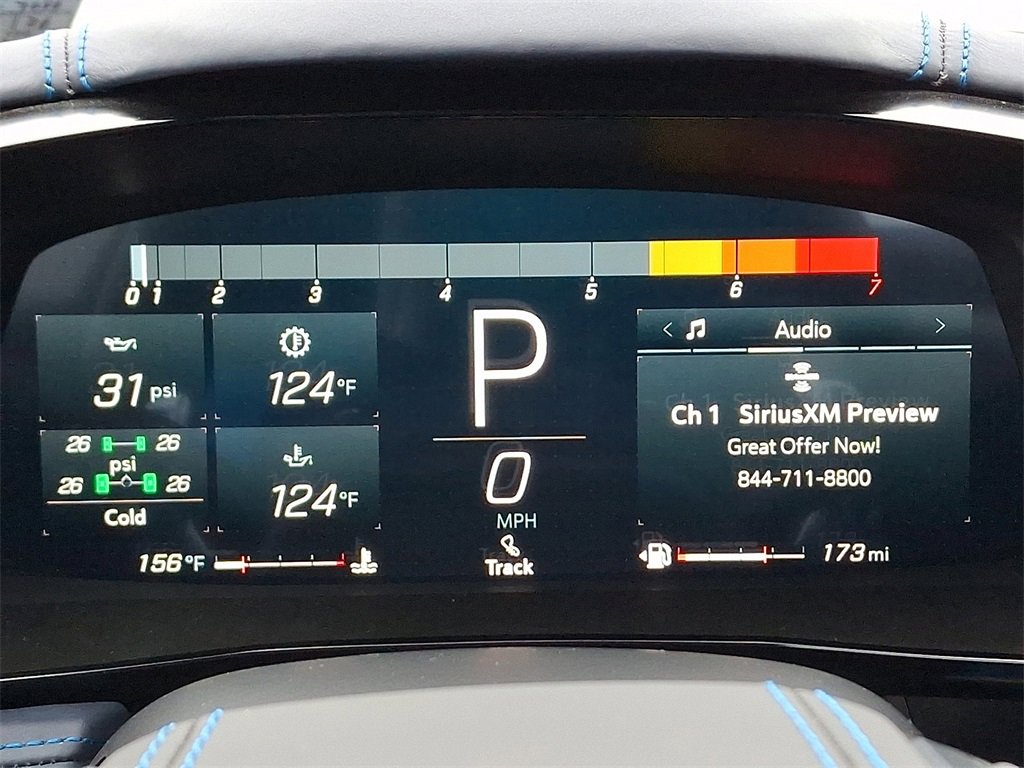 0 1 2 3 4 5 6 7
31 psi
124°F
26 26
psi
26 26
Cold
124°F
156°F
P
0
MPH
Track
Audio
Ch 1 SiriusXM Preview
Great Offer Now!
844-711-8800
173 mi